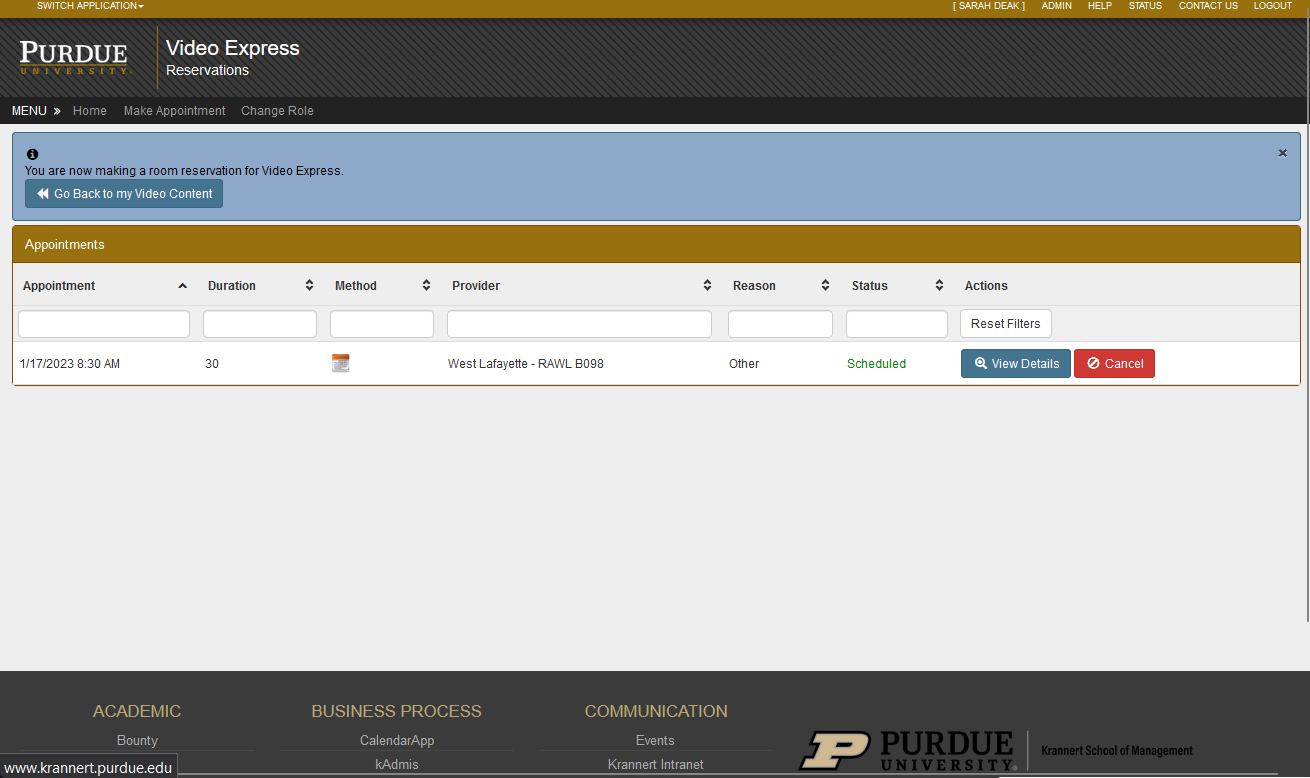 SWITCH APPLICATION
[ SARAH DEAK ] ADMIN HELP STATUS CONTACT US LOGOUT
PURDUE
UNIVERSITY.
Video Express
Reservations
MENU » Home Make Appointment Change Role
You are now making a room reservation for Video Express.
Go Back to my Video Content
Appointments
Appointment Duration Method Provider Reason Status Actions
Reset Filters
1/17/2023 8:30 AM 30 West Lafayette - RAWL B098 Other Scheduled View Details Cancel
ACADEMIC BUSINESS PROCESS COMMUNICATION
Bounty CalendarApp Events
kAdmis Krannert Intranet
PURDUE
UNIVERSITY®
Krannert School of Management
www.krannert.purdue.edu